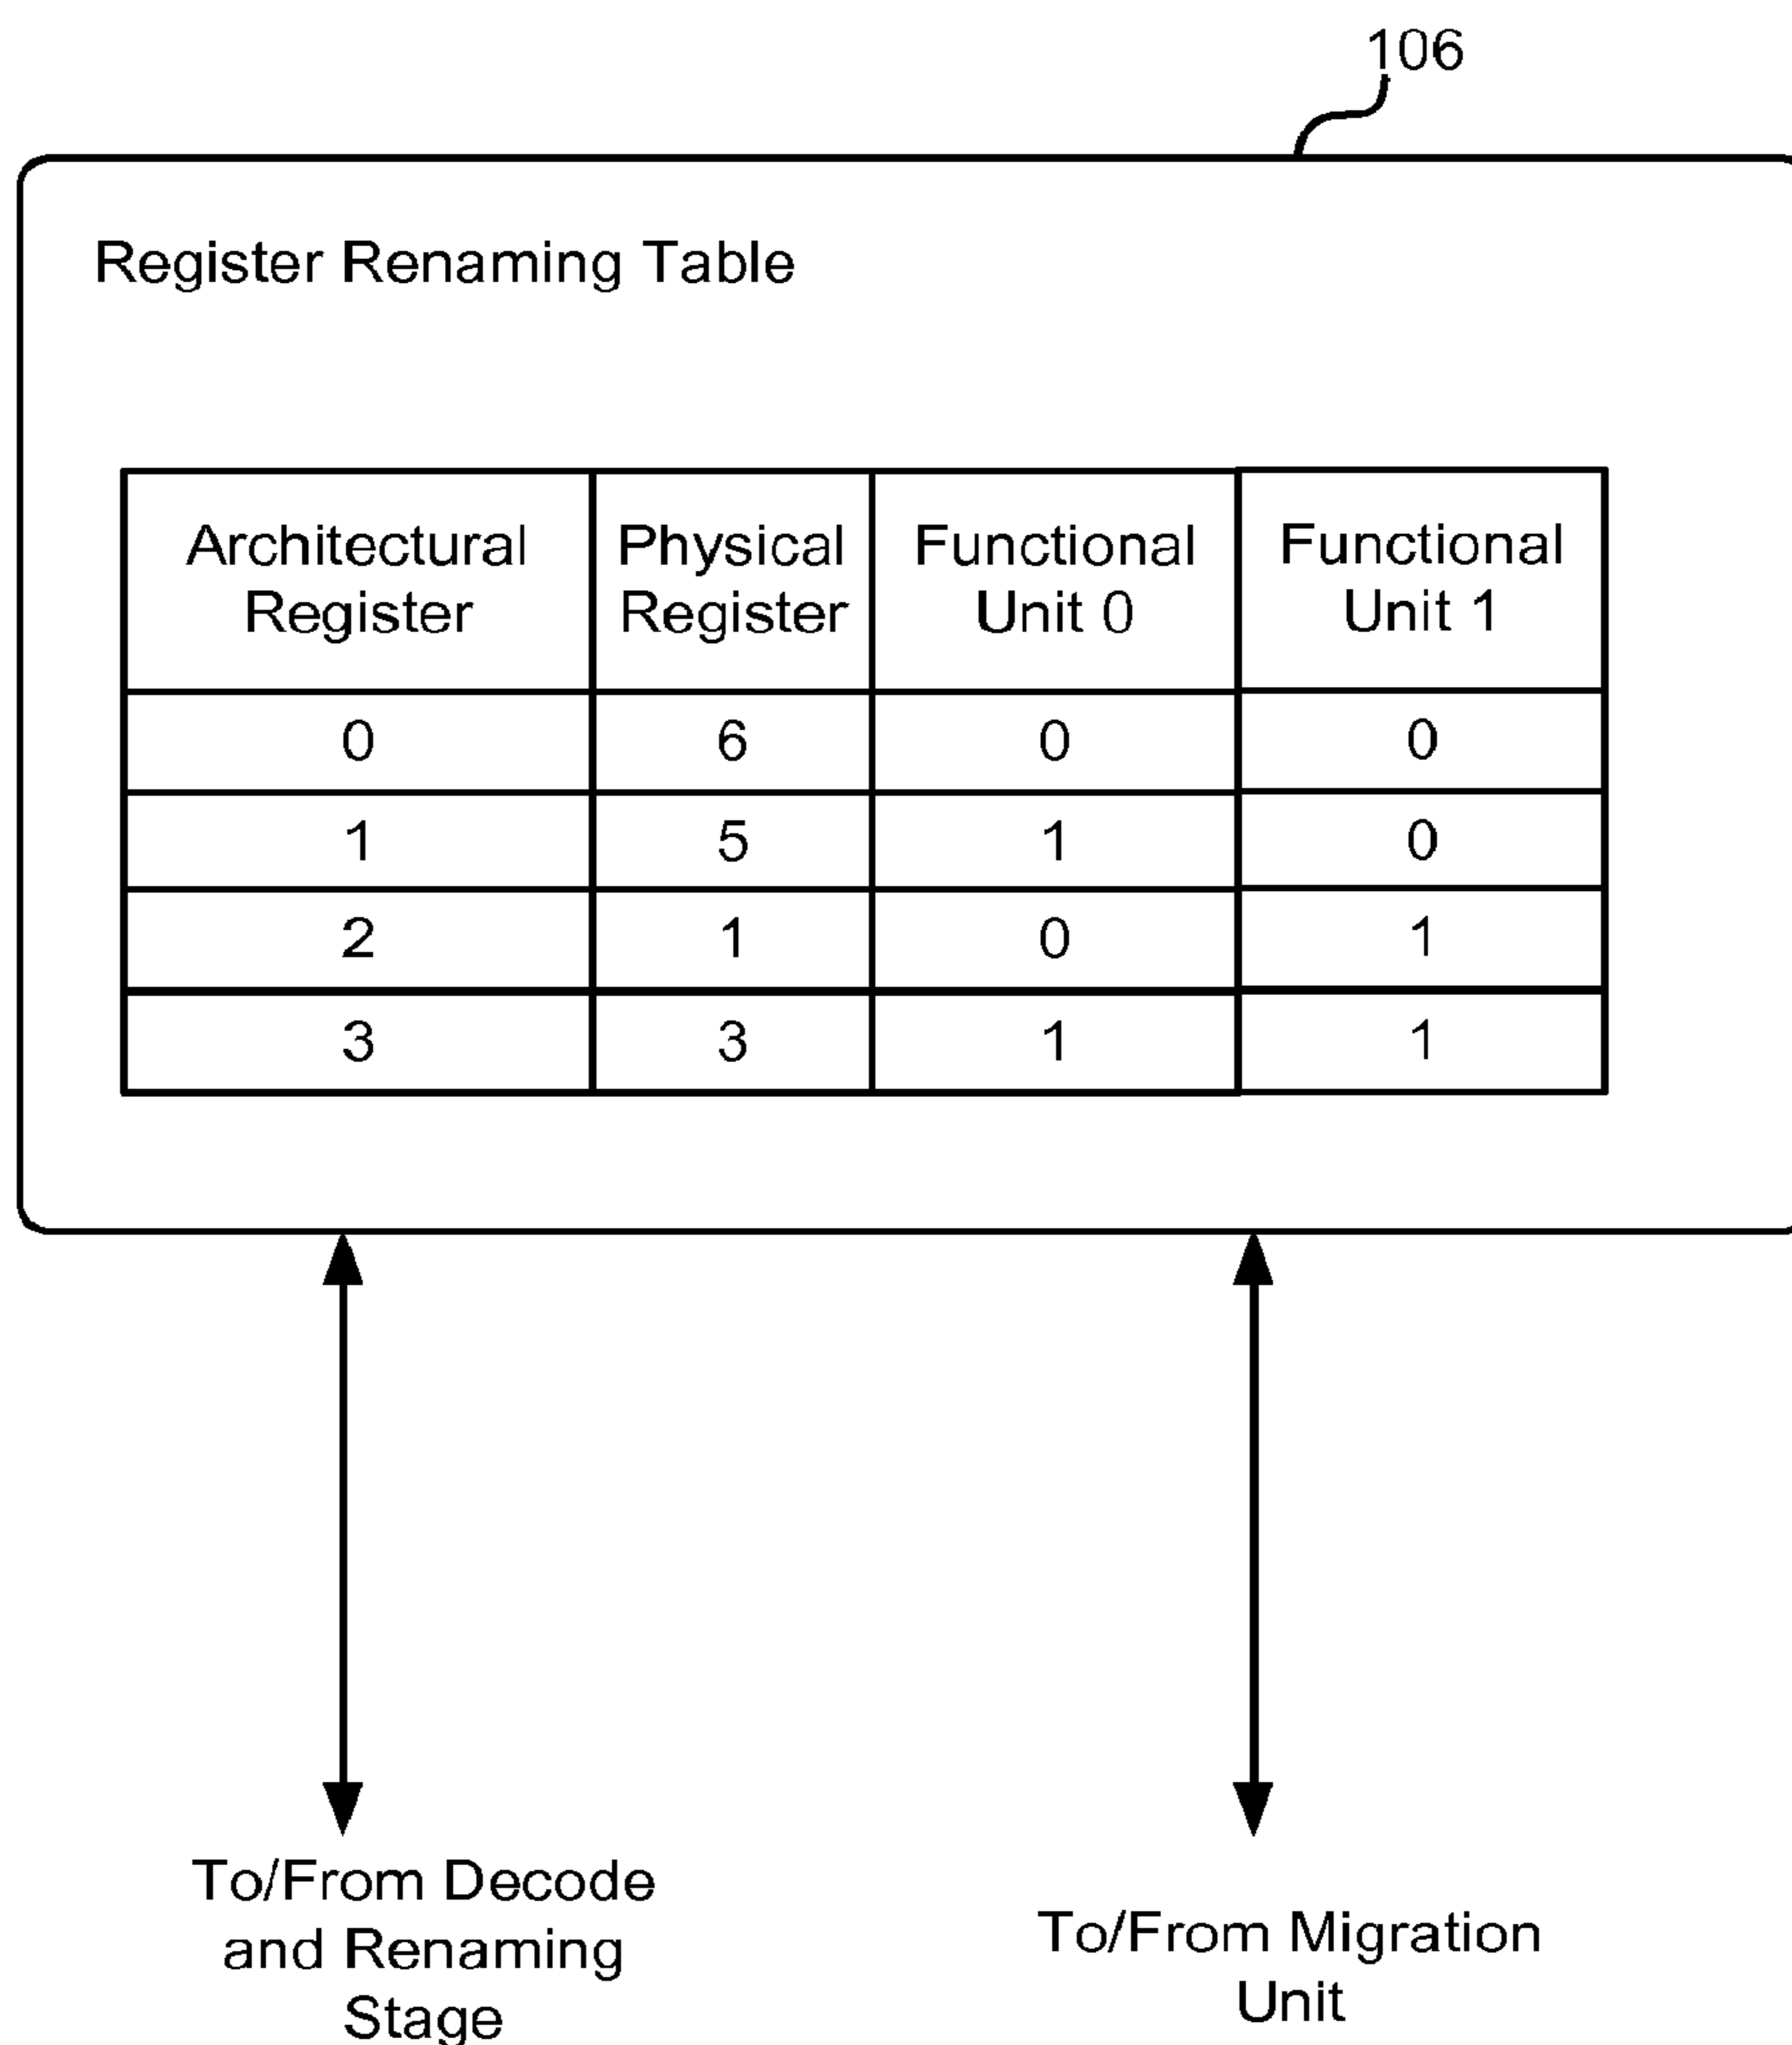 106
Register Renaming Table
Architectural Register Physical Register Functional Unit 0 Functional Unit 1
0 6 0 0
1 5 1 0
2 1 0 1
3 3 1 1
To/From Decode
and Renaming
Stage
To/From Migration
Unit